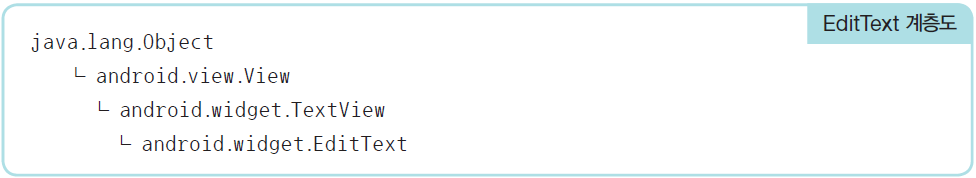 EditText 계층도
java.lang.Object
└ android.view.View
└ android.widget.TextView
└ android.widget.EditText